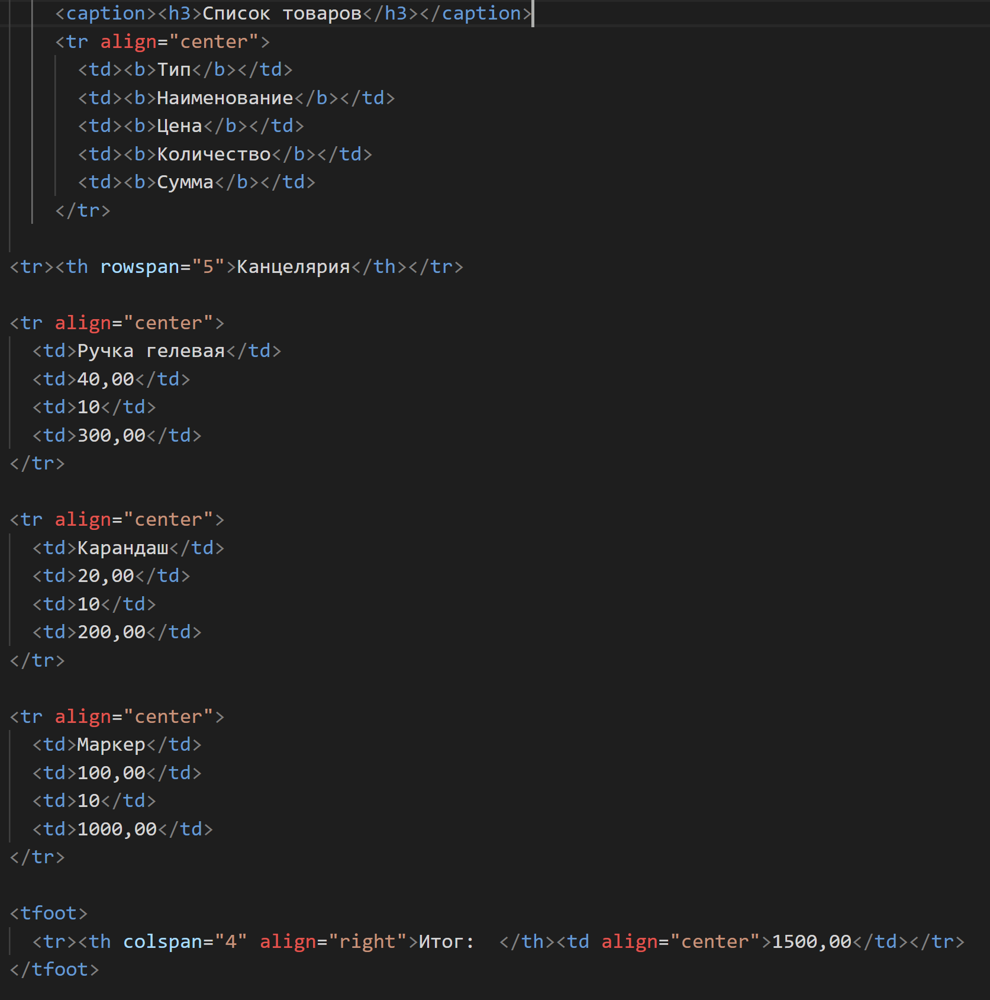 <caption><h3>Список товаров</h3></caption>
<tr align="center">
<td><b>Тип</b></td>
<td><b>Наименование</b></td>
<td><b>Цена</b></td>
<td><b>Количество</b></td>
<td><b>Сумма</b></td>
</tr>
<tr><th rowspan="5">Канцелярия</th></tr>
<tr align="center">
<td>Ручка гелевая</td>
<td>40,00</td>
<td>10</td>
<td>300,00</td>
</tr>
<tr align="center">
<td>Карандаш</td>
<td>20,00</td>
<td>10</td>
<td>200,00</td>
</tr>
<tr align="center">
<td>Маркер</td>
<td>100,00</td>
<td>10</td>
<td>1000,00</td>
</tr>
<tfoot>
<tr><th colspan="4" align="right">Итог:  </th><td align="center">1500,00</td></tr>
</tfoot>